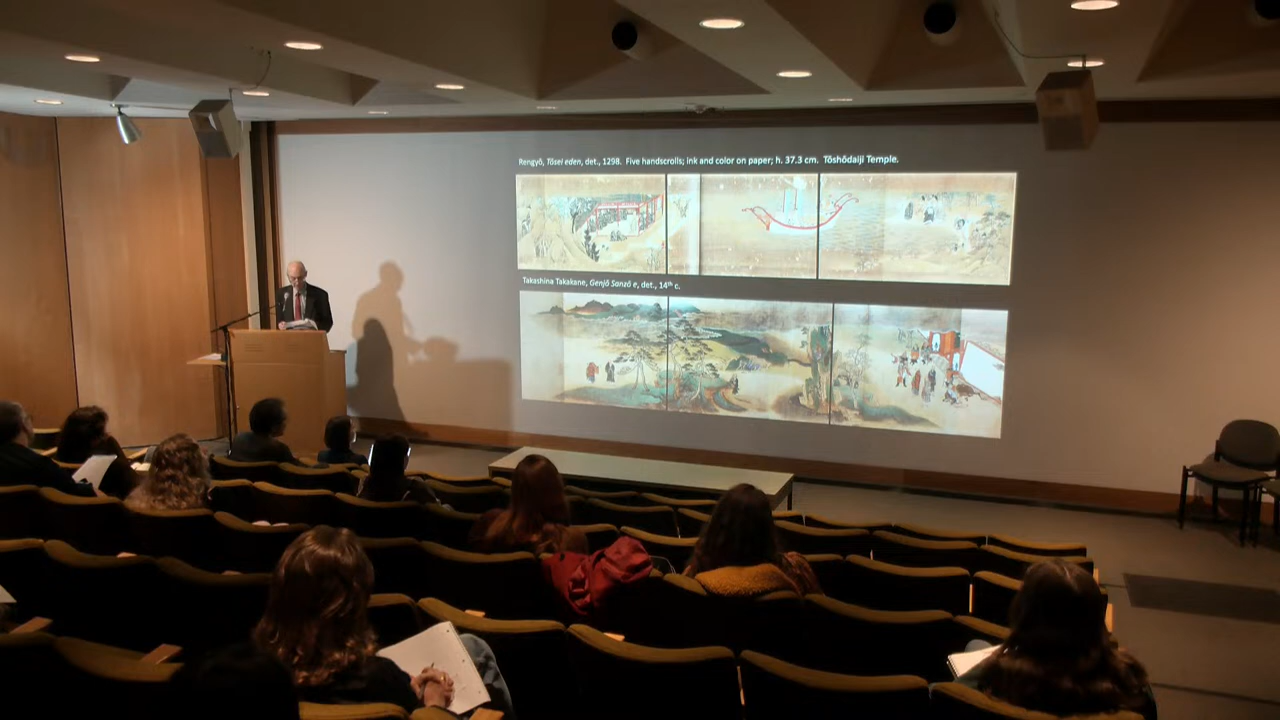 Rengyō, Tōsei eden, det., 1298. Five handscrolls; ink and color on paper; h. 37.3 cm. Tōshōdaiji Temple.
Takashina Takakane, Genjō Sanzō e, det., 14th c.